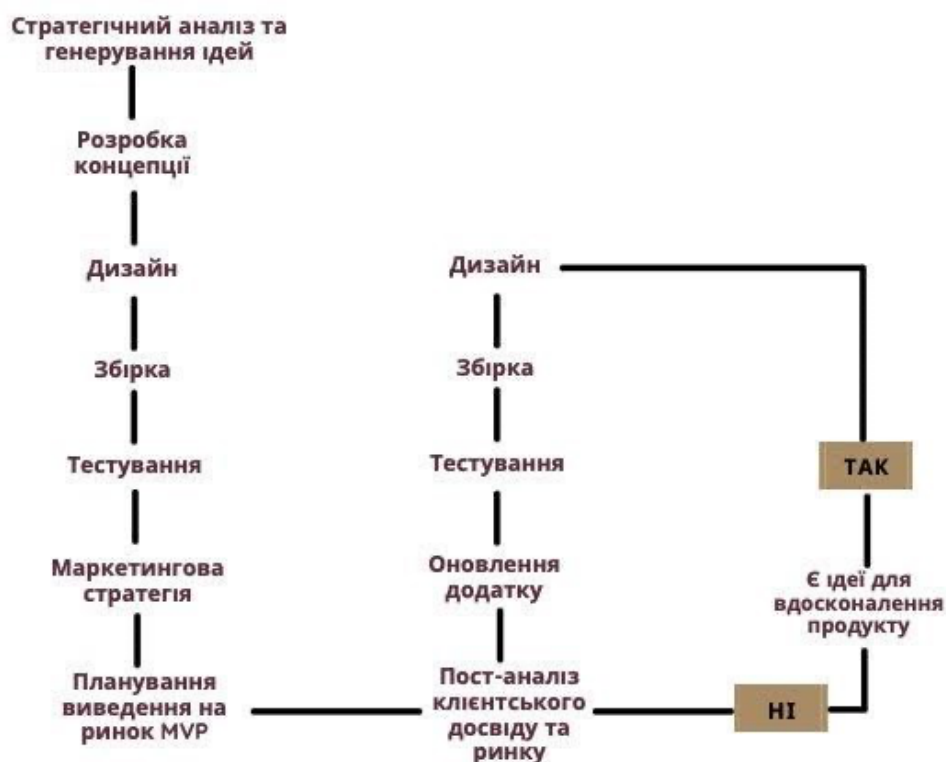 Стратегічний аналіз та
генерування ідей
Розробка
концепції
Дизайн
Збірка
Тестування
Маркетингова
стратегія
Планування
виведення на
ринок MVP
Дизайн
Збірка
Тестування
Оновлення
додатку
Пост-аналіз
клієнтського
досвіду та
ринку
ТАК
Є ідеї для
вдосконалення
продукту
НІ